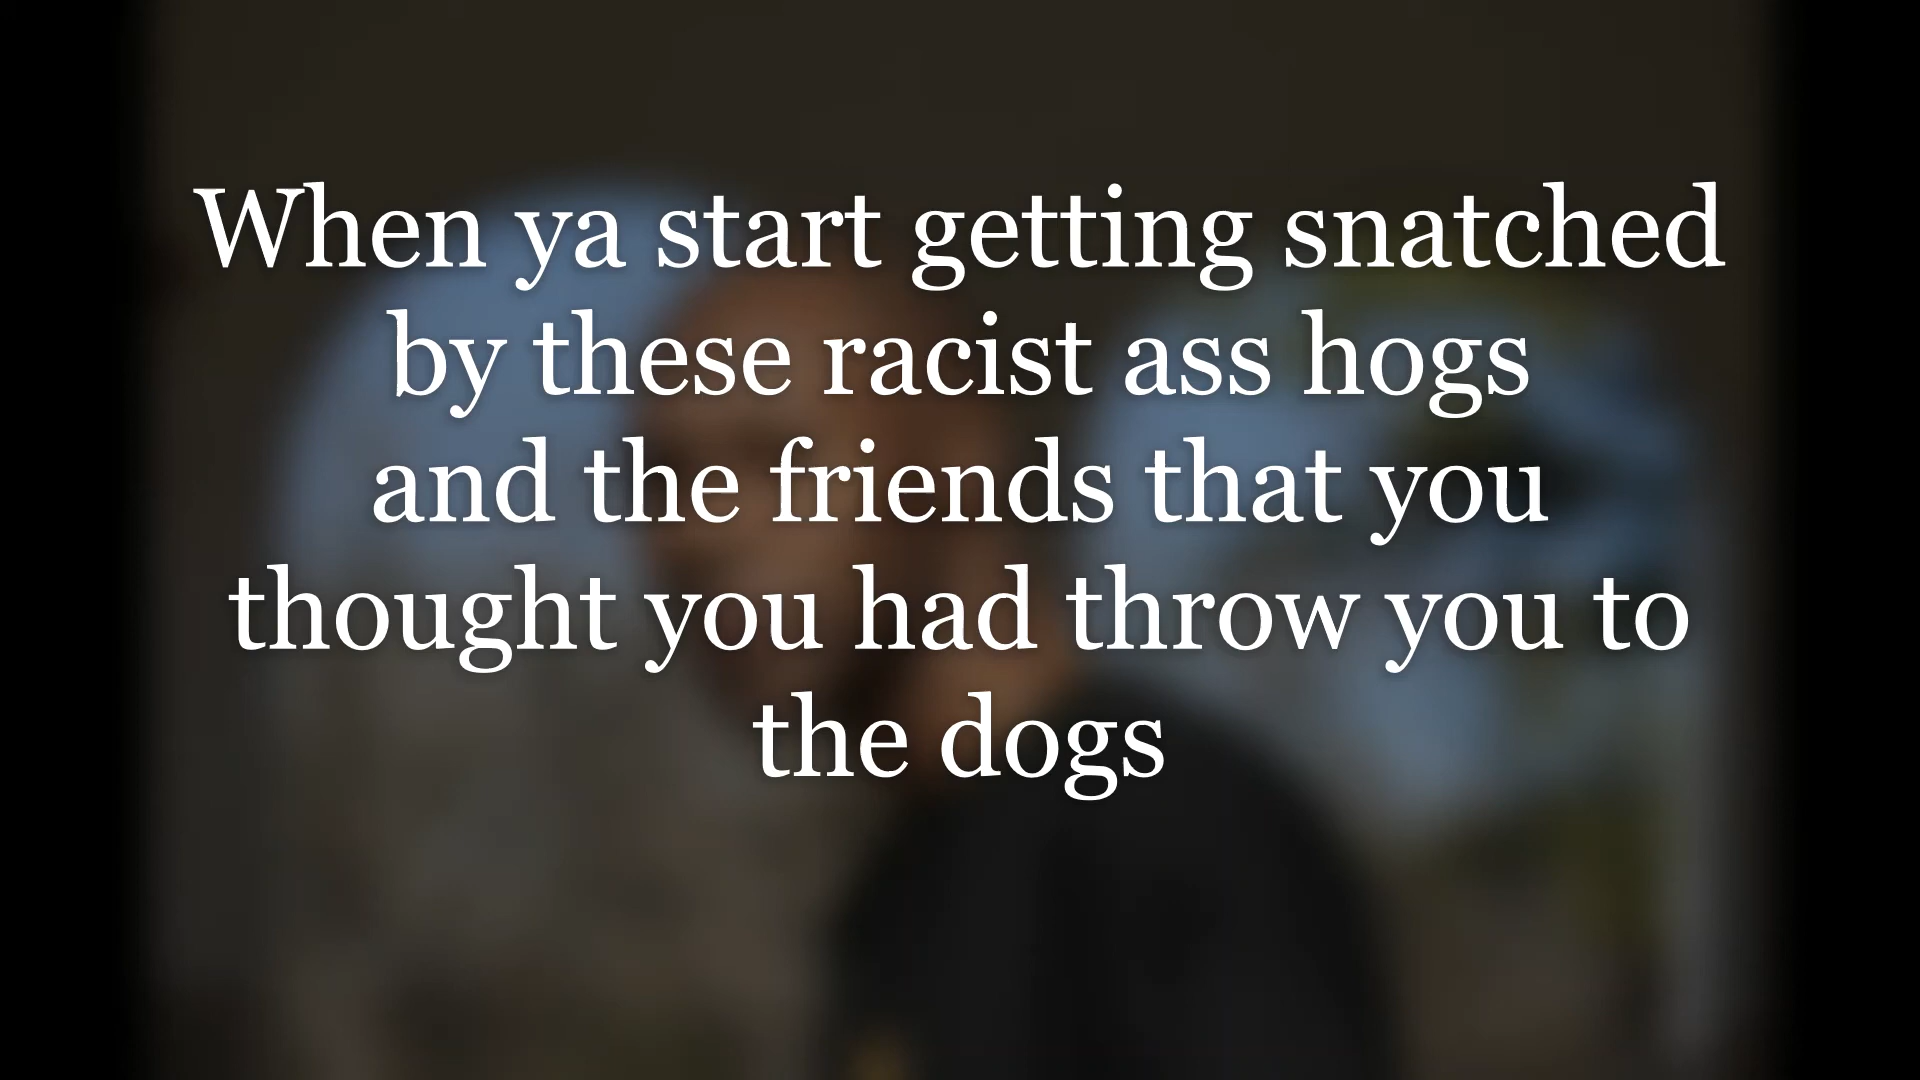 When ya start getting snatched
by these racist ass hogs
and the friends that you
thought you had throw you to
the dogs